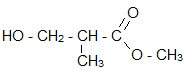 O
HO - CH₂ - CH - C
CH₃ O - CH₃